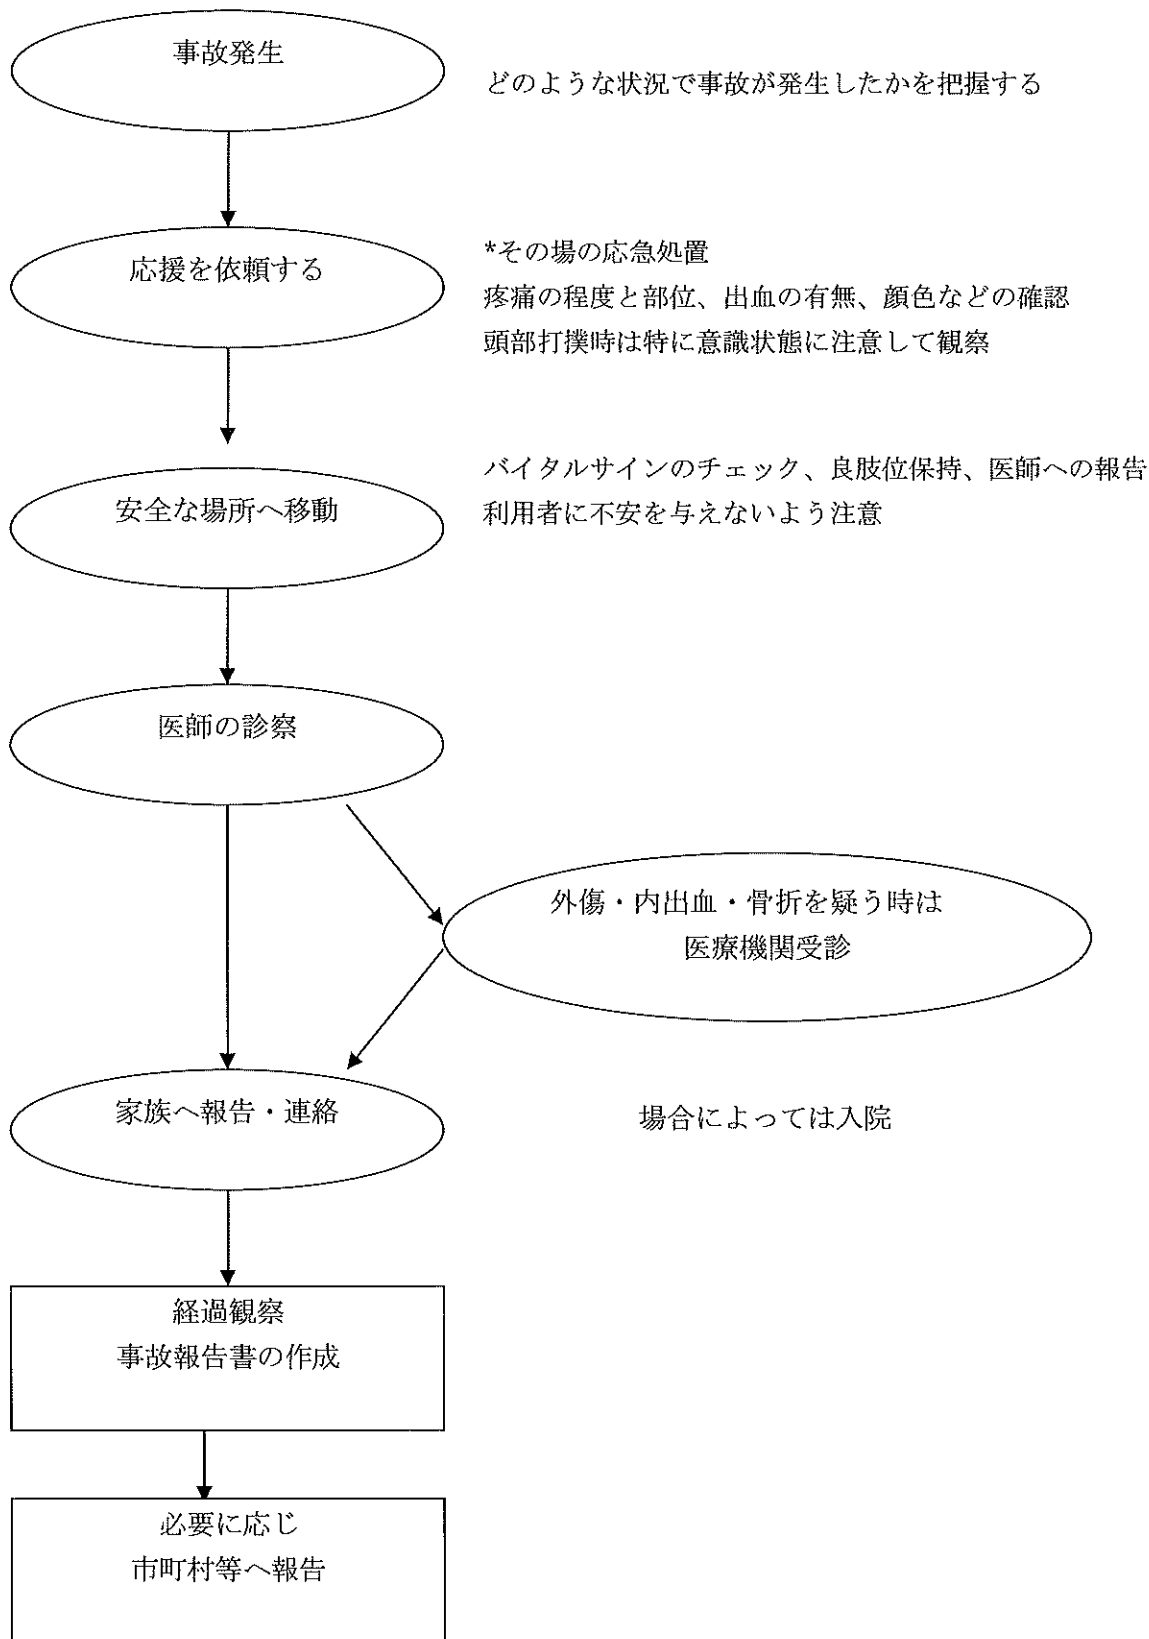 事故発生
どのような状況で事故が発生したかを把握する
応援を依頼する
*その場の応急処置
疼痛の程度と部位、出血の有無、顔色などの確認
頭部打撲時は特に意識状態に注意して観察
安全な場所へ移動
バイタルサインのチェック、良肢位保持、医師への報告
利用者に不安を与えないよう注意
医師の診察
外傷・内出血・骨折を疑う時は
医療機関受診
家族へ報告・連絡
場合によっては入院
経過観察
事故報告書の作成
必要に応じ
市町村等へ報告